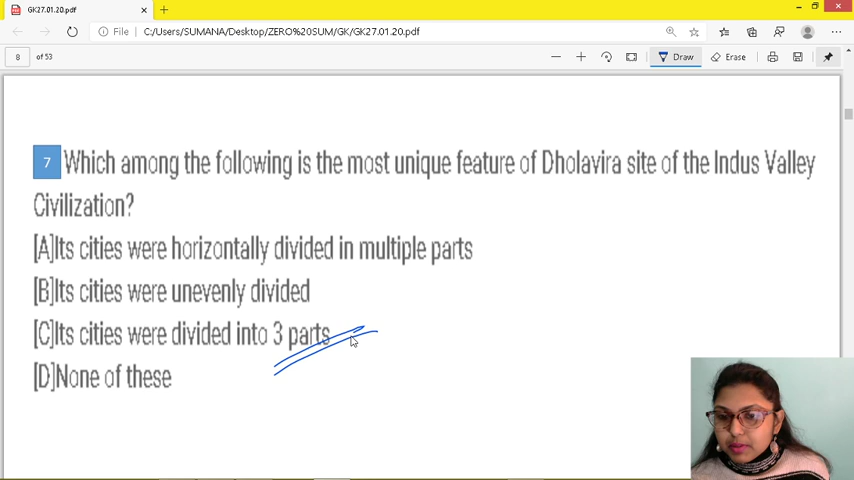 GK27.01.20.pdf
File C:/Users/SUMANA/Desktop/ZERO%20SUM/GK/GK27.01.20.pdf
8 of 53 Draw Erase
7 Which among the following is the most unique feature of Dholavira site of the Indus Valley
Civilization?
[A]Its cities were horizontally divided in multiple parts
[B]Its cities were unevenly divided
[C]Its cities were divided into 3 parts
[D]None of these